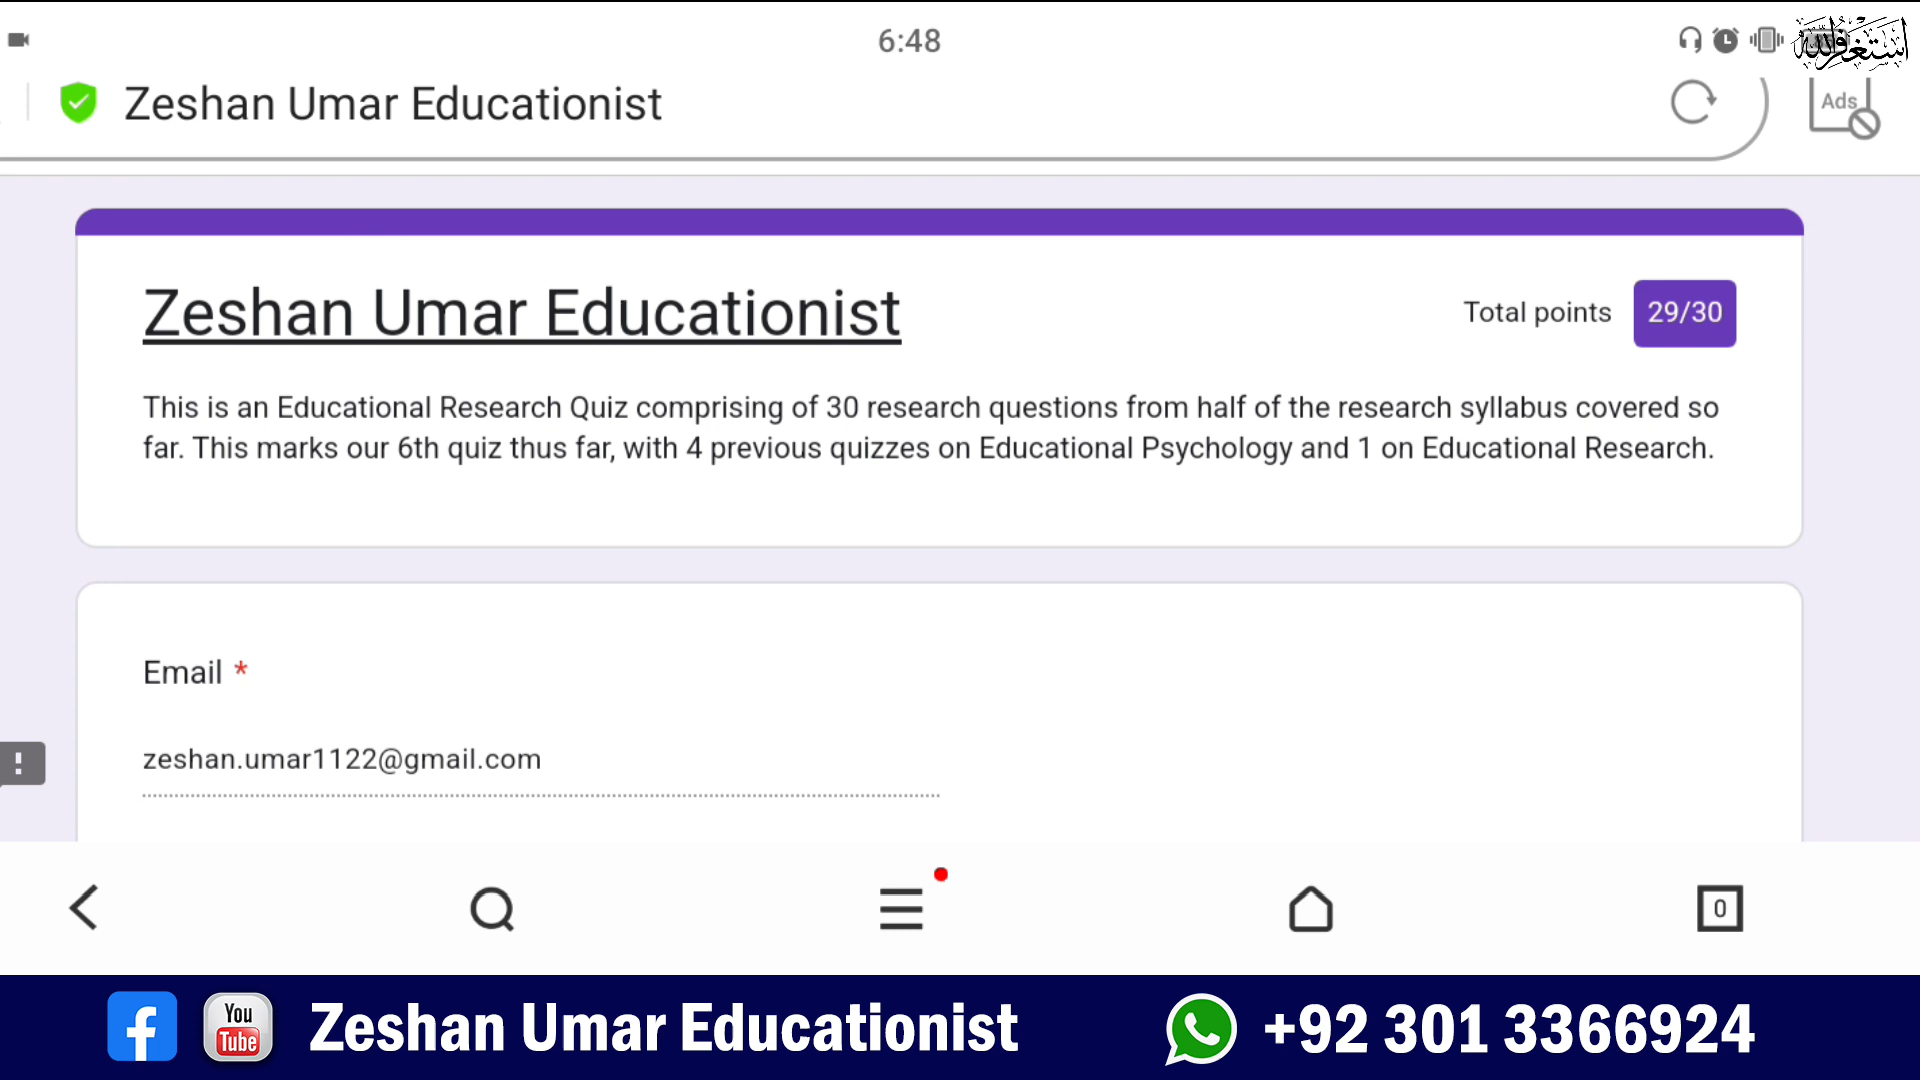 6:48
أستغفر الله
Zeshan Umar Educationist
Ads
Zeshan Umar Educationist
Total points 29/30
This is an Educational Research Quiz comprising of 30 research questions from half of the research syllabus covered so
far. This marks our 6th quiz thus far, with 4 previous quizzes on Educational Psychology and 1 on Educational Research.
Email *
zeshan.umar1122@gmail.com
0
You
Tube
Zeshan Umar Educationist
+92 301 3366924